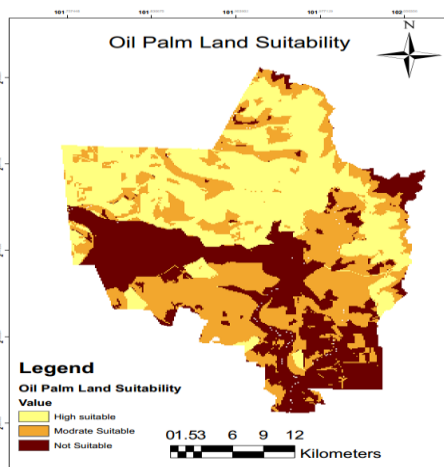 Oil Palm Land Suitability
N
Legend
Oil Palm Land Suitability
Value
High suitable
Modrate Suitable
Not Suitable
01.53 6 9 12
Kilometers